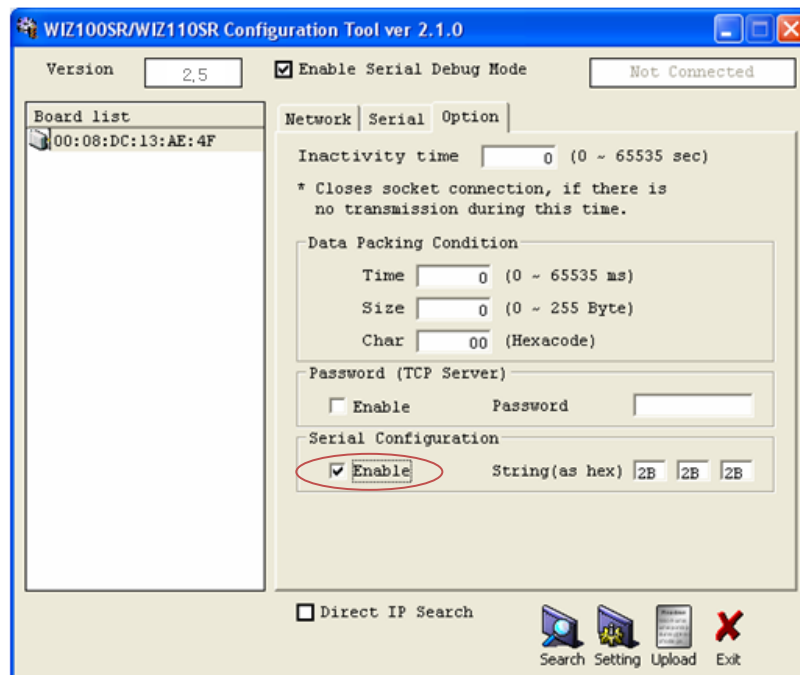 WIZ100SR/WIZ110SR Configuration Tool ver 2.1.0
Version 2,5 Enable Serial Debug Mode Not Connected
Board list
00:08:DC:13:AE:4F
Network Serial Option
Inactivity time 0 (0 ~ 65535 sec)
* Closes socket connection, if there is
no transmission during this time.
Data Packing Condition
Time 0 (0 ~ 65535 ms)
Size 0 (0 ~ 255 Byte)
Char 00 (Hexacode)
Password (TCP Server)
Enable Password
Serial Configuration
Enable String(as hex) 2B 2B 2B
Direct IP Search
Search Setting Upload Exit